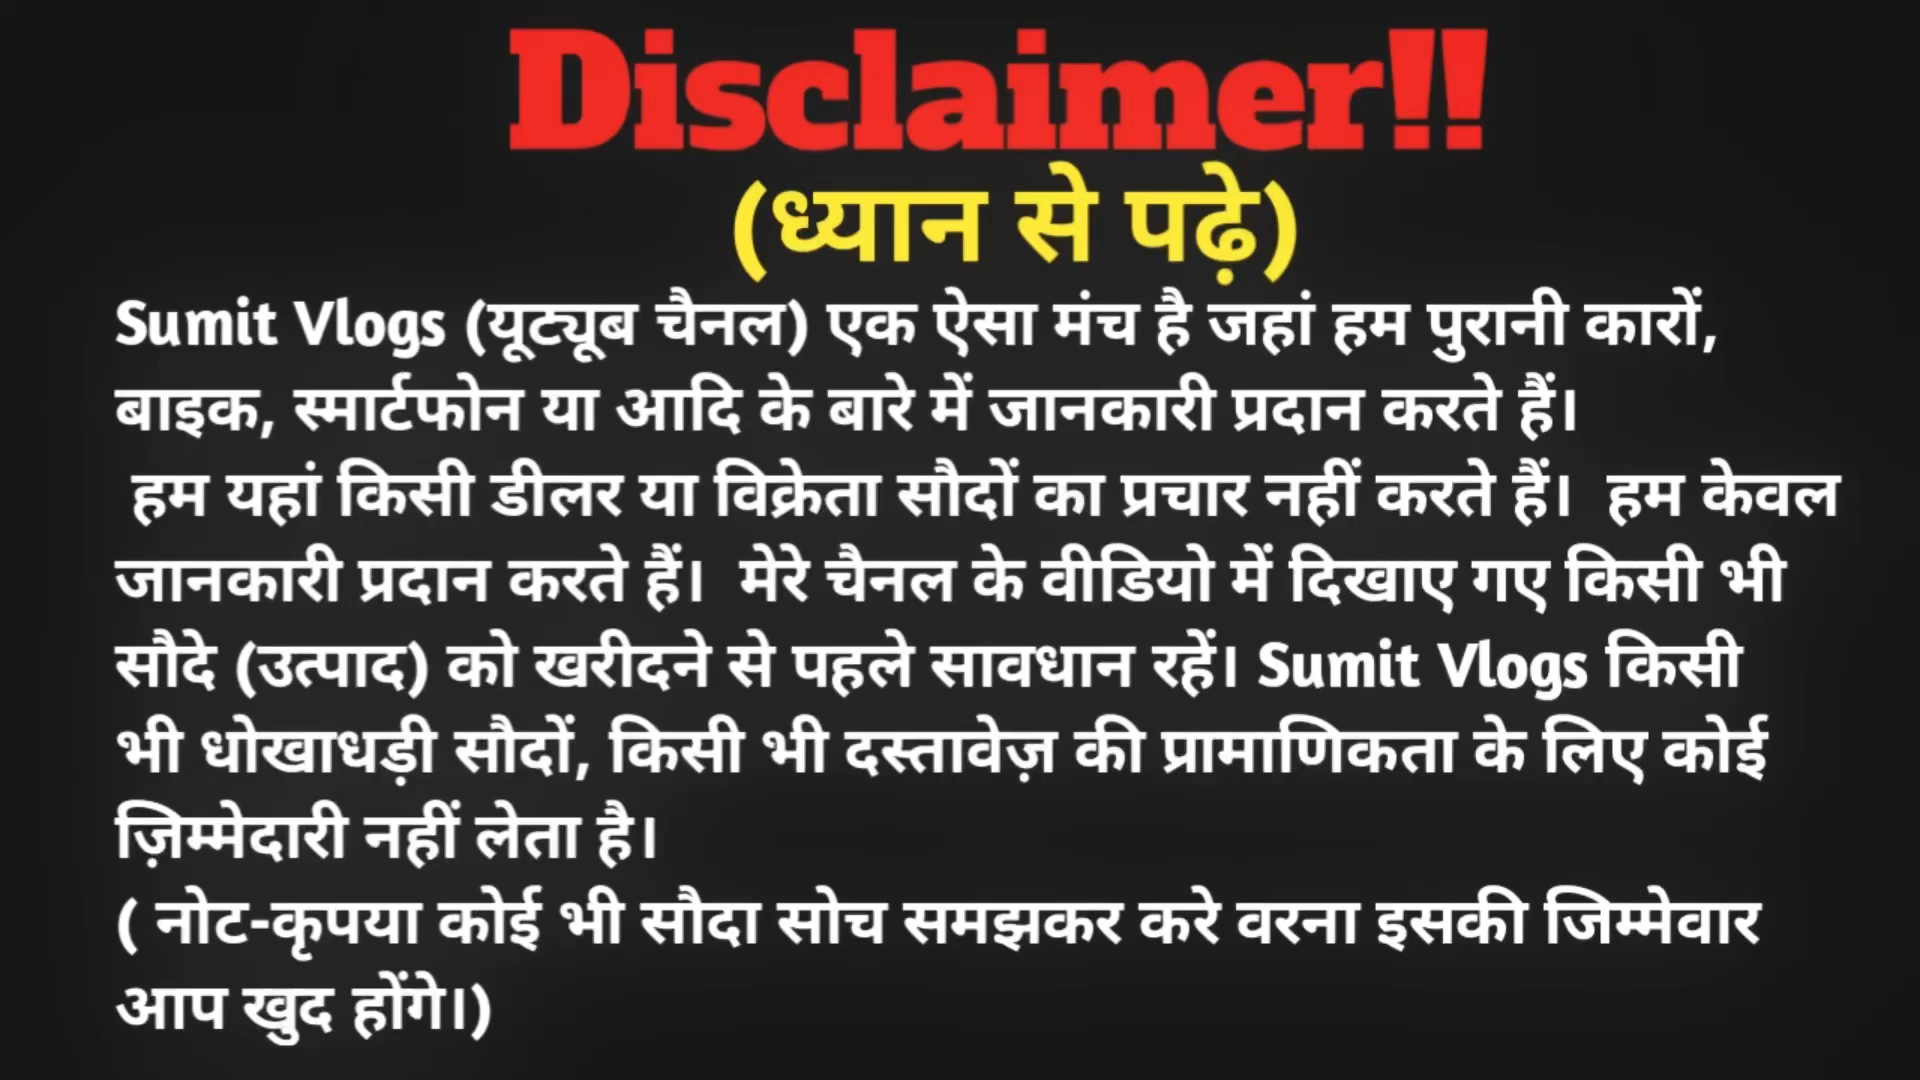 Disclaimer!!
(ध्यान से पढ़े)
Sumit Vlogs (यूट्यूब चैनल) एक ऐसा मंच है जहां हम पुरानी कारों,
बाइक, स्मार्टफोन या आदि के बारे में जानकारी प्रदान करते हैं।
हम यहां किसी डीलर या विक्रेता सौदों का प्रचार नहीं करते हैं। हम केवल
जानकारी प्रदान करते हैं। मेरे चैनल के वीडियो में दिखाए गए किसी भी
सौदे (उत्पाद) को खरीदने से पहले सावधान रहें। Sumit Vlogs किसी
भी धोखाधड़ी सौदों, किसी भी दस्तावेज़ की प्रामाणिकता के लिए कोई
ज़िम्मेदारी नहीं लेता है।
( नोट-कृपया कोई भी सौदा सोच समझकर करे वरना इसकी जिम्मेवार
आप खुद होंगे।)